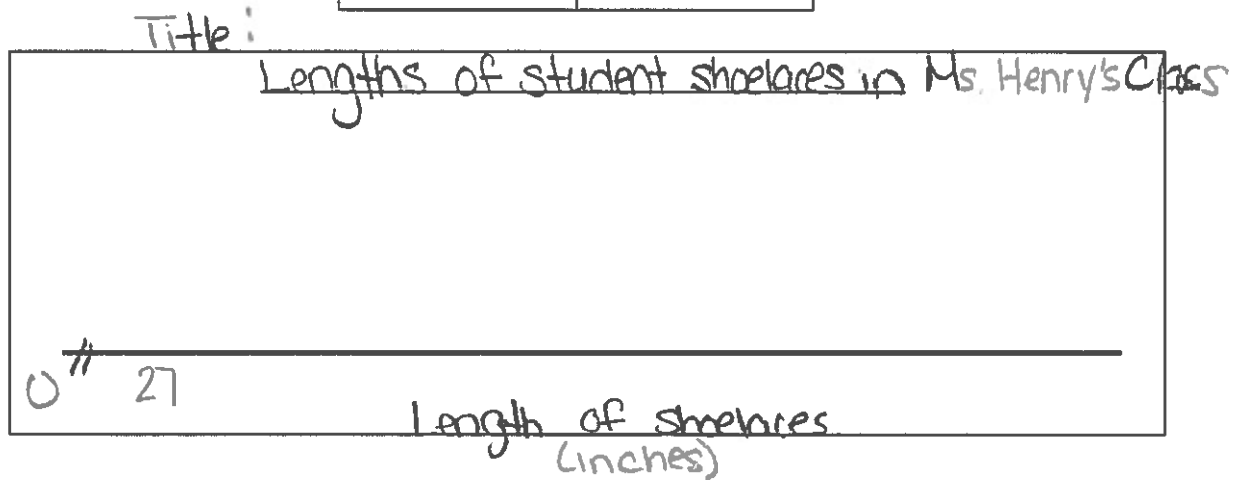 Title:
Lengths of student shoelaces in Ms. Henry's Class
0 27
Length of shoelaces
(inches)